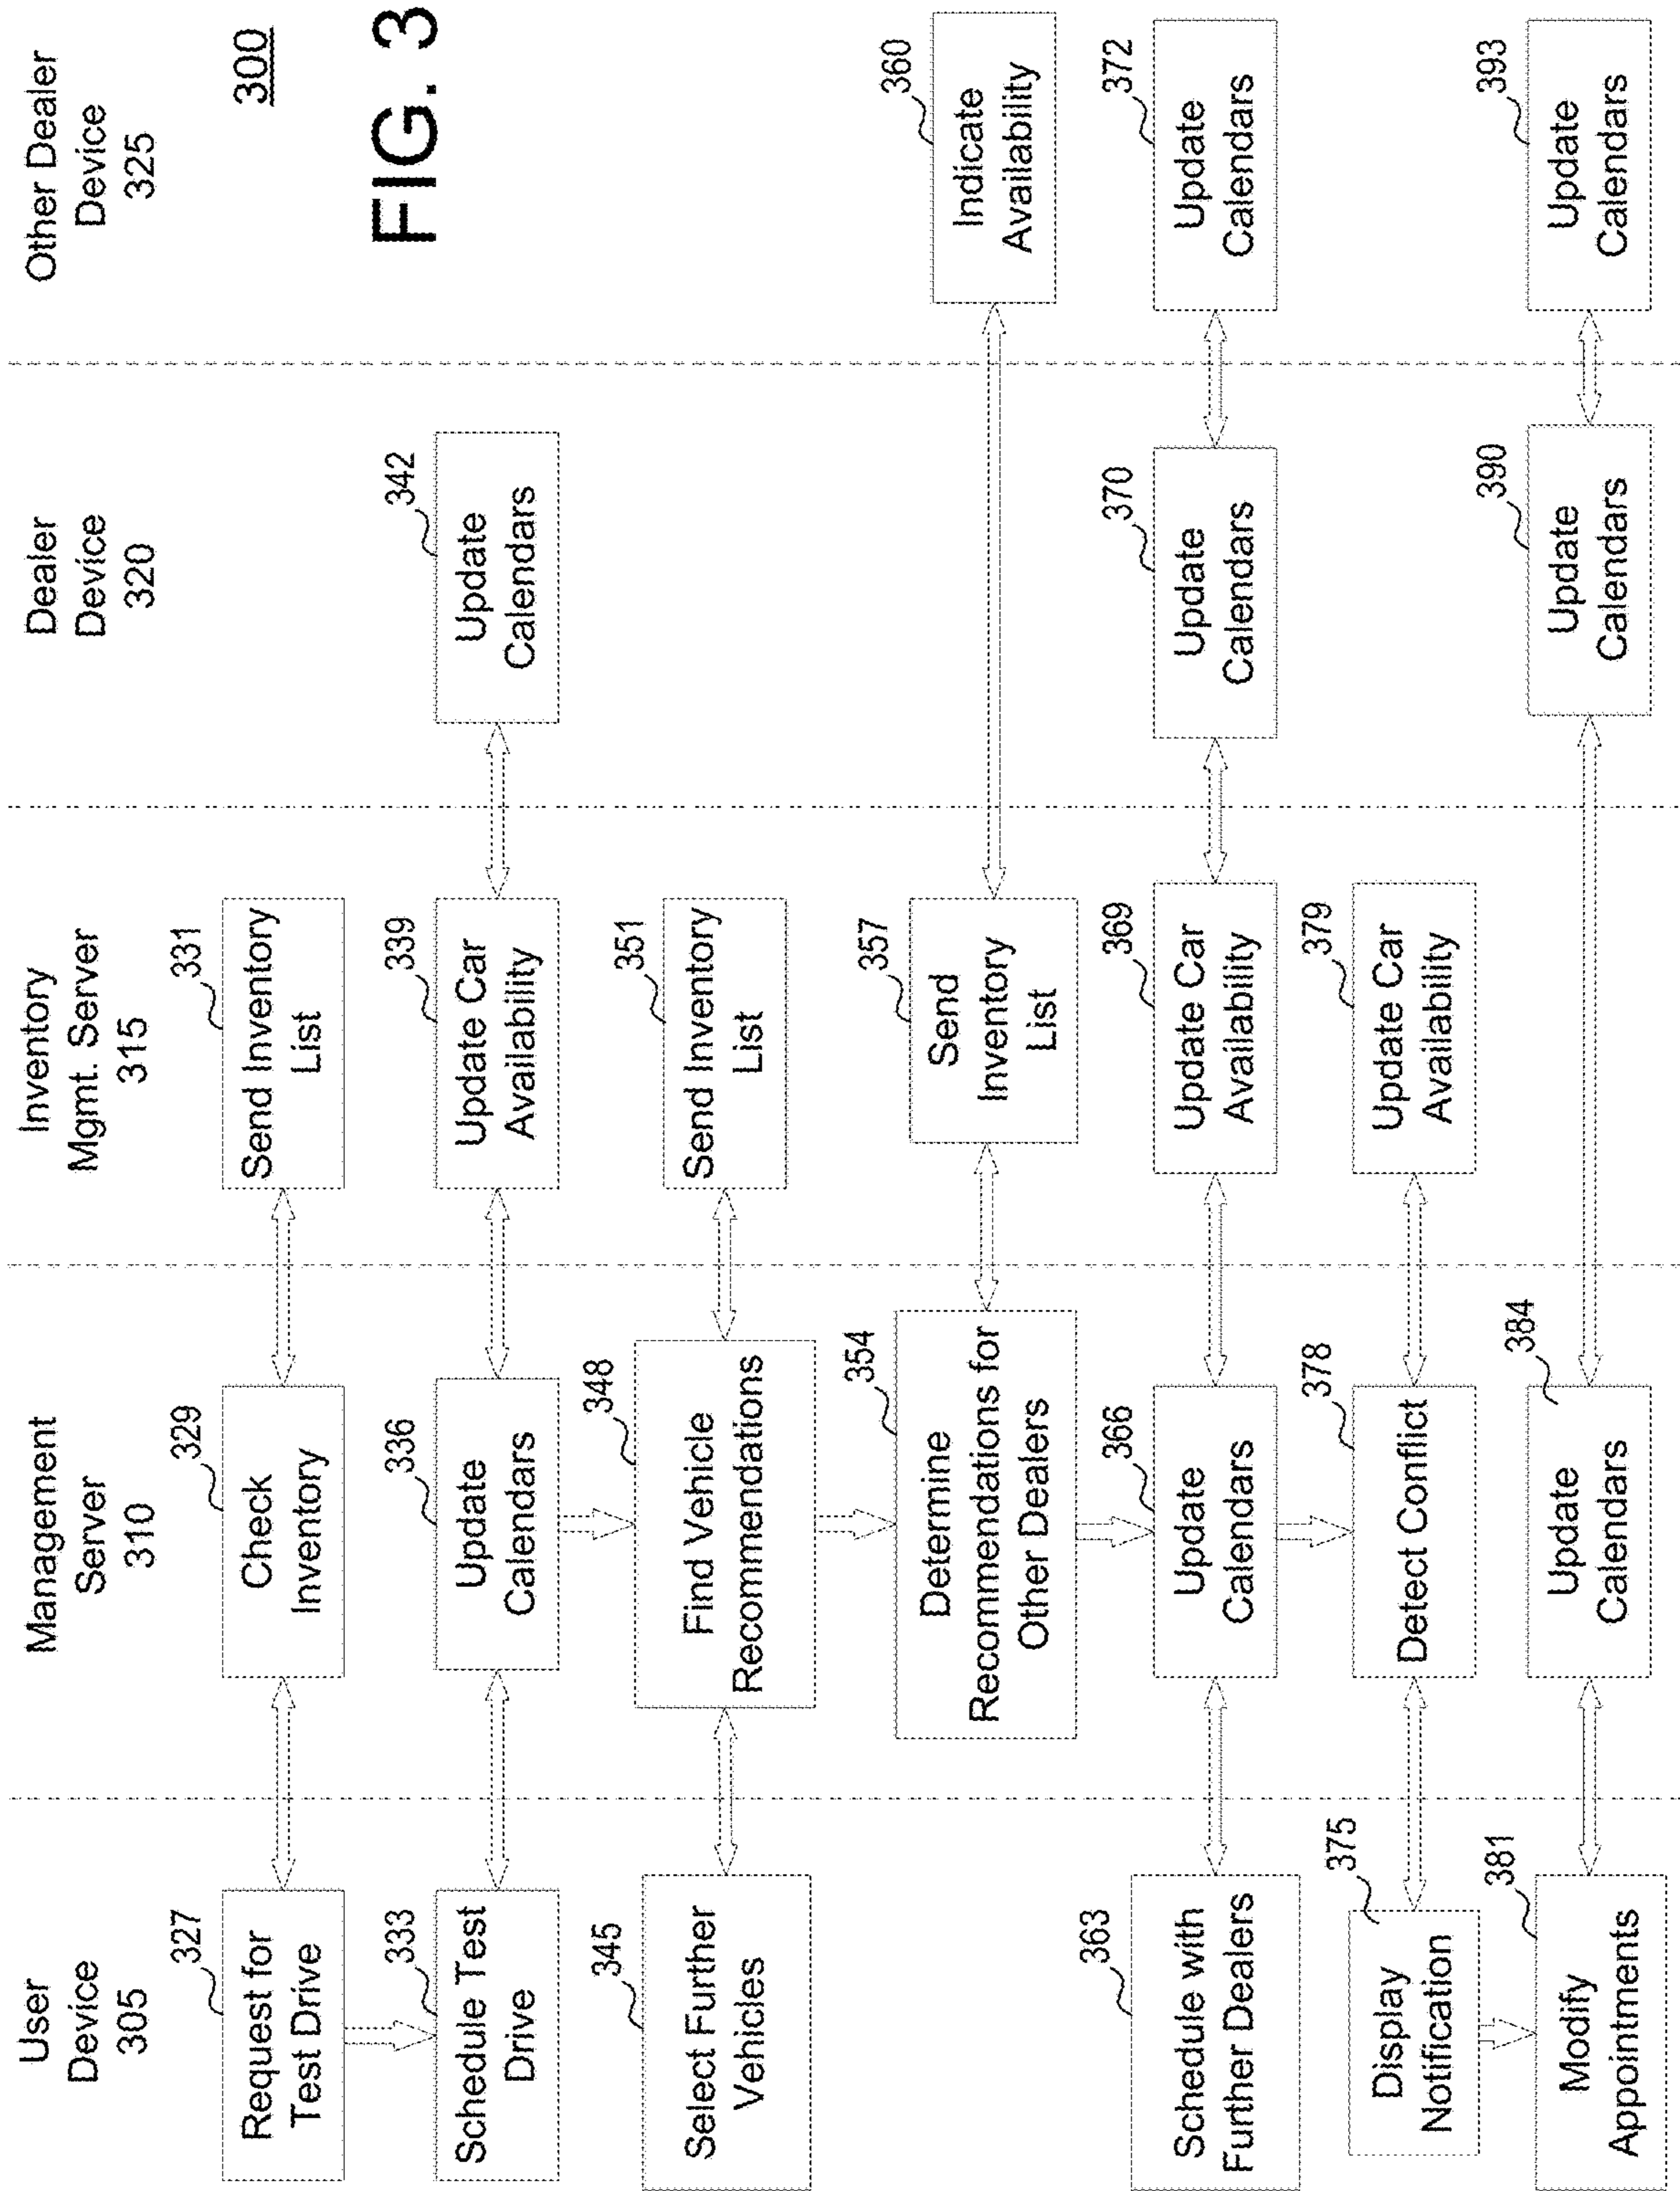 User
Device
305
Management
Server
310
Inventory
Mgmt. Server
315
Dealer
Device
320
Other Dealer
Device
325
300
FIG. 3
327
Request for
Test Drive
329
Check
Inventory
331
Send Inventory
List
333
Schedule Test
Drive
336
Update
Calendars
339
Update Car
Availability
342
Update
Calendars
345
Select Further
Vehicles
348
Find Vehicle
Recommendations
351
Send Inventory
List
354
Determine
Recommendations for
Other Dealers
357
Send
Inventory
List
360
Indicate
Availability
363
Schedule with
Further Dealers
366
Update
Calendars
369
Update Car
Availability
370
Update
Calendars
372
Update
Calendars
375
Display
Notification
378
Detect Conflict
379
Update Car
Availability
381
Modify
Appointments
384
Update
Calendars
390
Update
Calendars
393
Update
Calendars